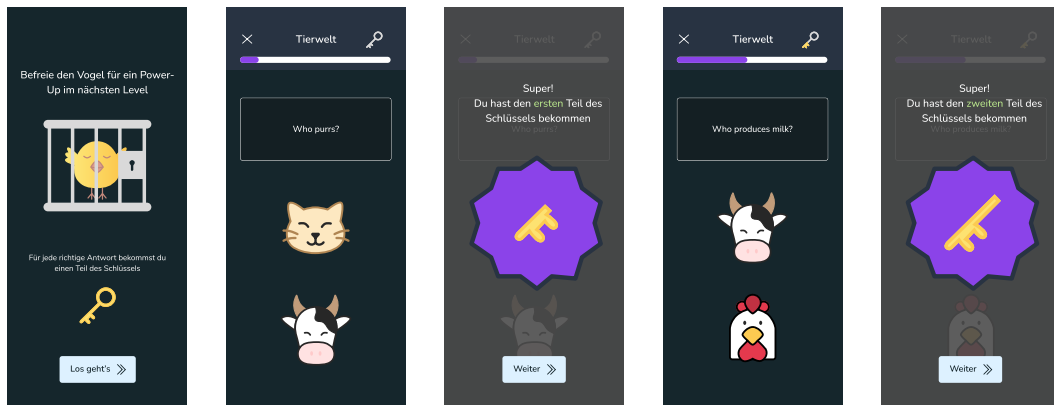 Befreie den Vogel für ein Power-
Up im nächsten Level
Für jede richtige Antwort bekommst du
einen Teil des Schlüssels
Los geht's
Tierwelt
Who purrs?
Tierwelt
Super!
Du hast den ersten Teil des
Schlüssels bekommen
Who purrs?
Weiter
Tierwelt
Who produces milk?
Tierwelt
Super!
Du hast den zweiten Teil des
Schlüssels bekommen
Who produces milk?
Weiter